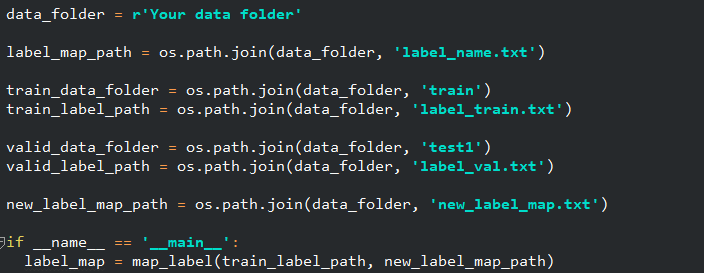 data_folder = r'Your data folder'
label_map_path = os.path.join(data_folder, 'label_name.txt')
train_data_folder = os.path.join(data_folder, 'train')
train_label_path = os.path.join(data_folder, 'label_train.txt')
valid_data_folder = os.path.join(data_folder, 'test1')
valid_label_path = os.path.join(data_folder, 'label_val.txt')
new_label_map_path = os.path.join(data_folder, 'new_label_map.txt')
if __name__ == '__main__':
  label_map = map_label(train_label_path, new_label_map_path)